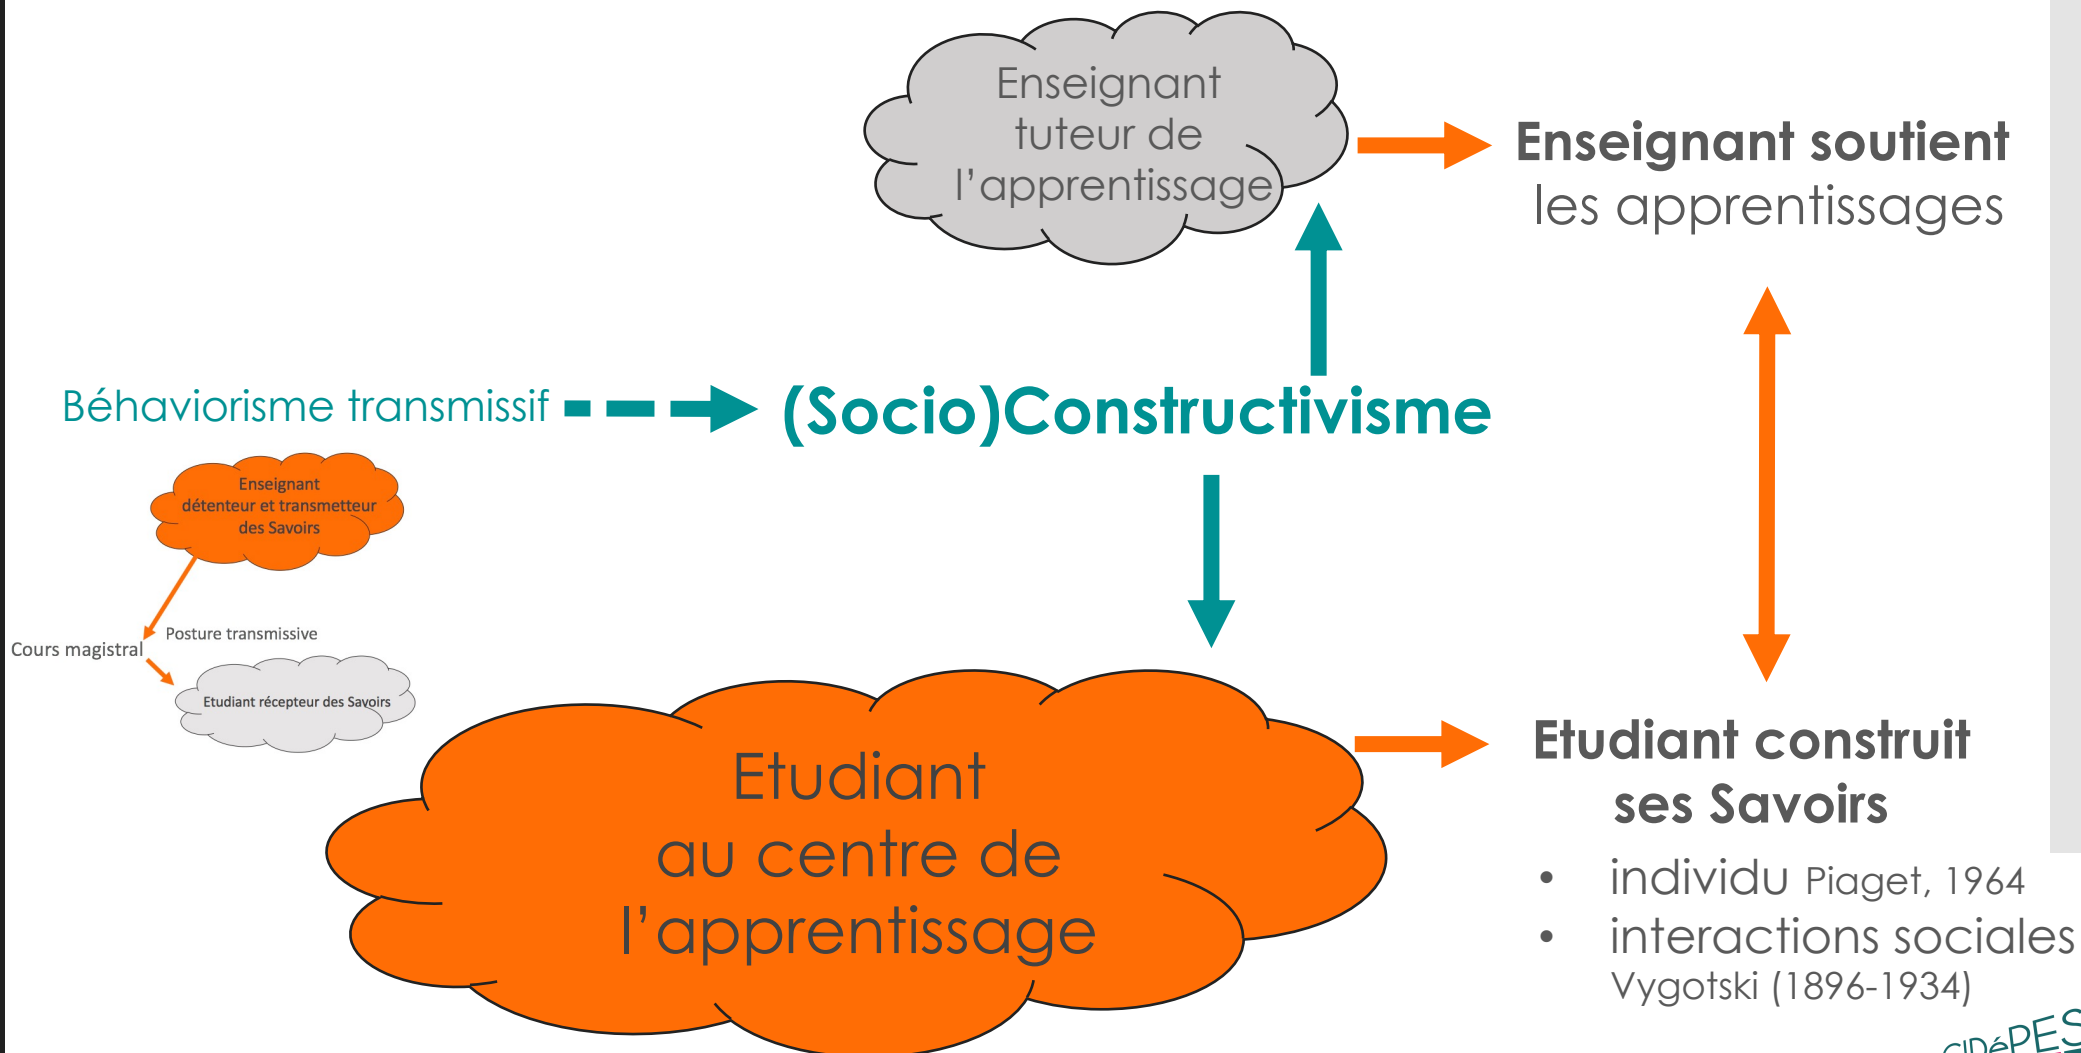 Enseignant
tuteur de
l'apprentissage
Enseignant soutient
les apprentissages
Béhaviorisme transmissif
(Socio)Constructivisme
Enseignant
détenteur et transmetteur
des Savoirs
Posture transmissive
Cours magistral
Etudiant récepteur des Savoirs
Etudiant
au centre de
l'apprentissage
Etudiant construit
ses Savoirs
• individu Piaget, 1964
• interactions sociales
Vygotski (1896-1934)
CIDéPES